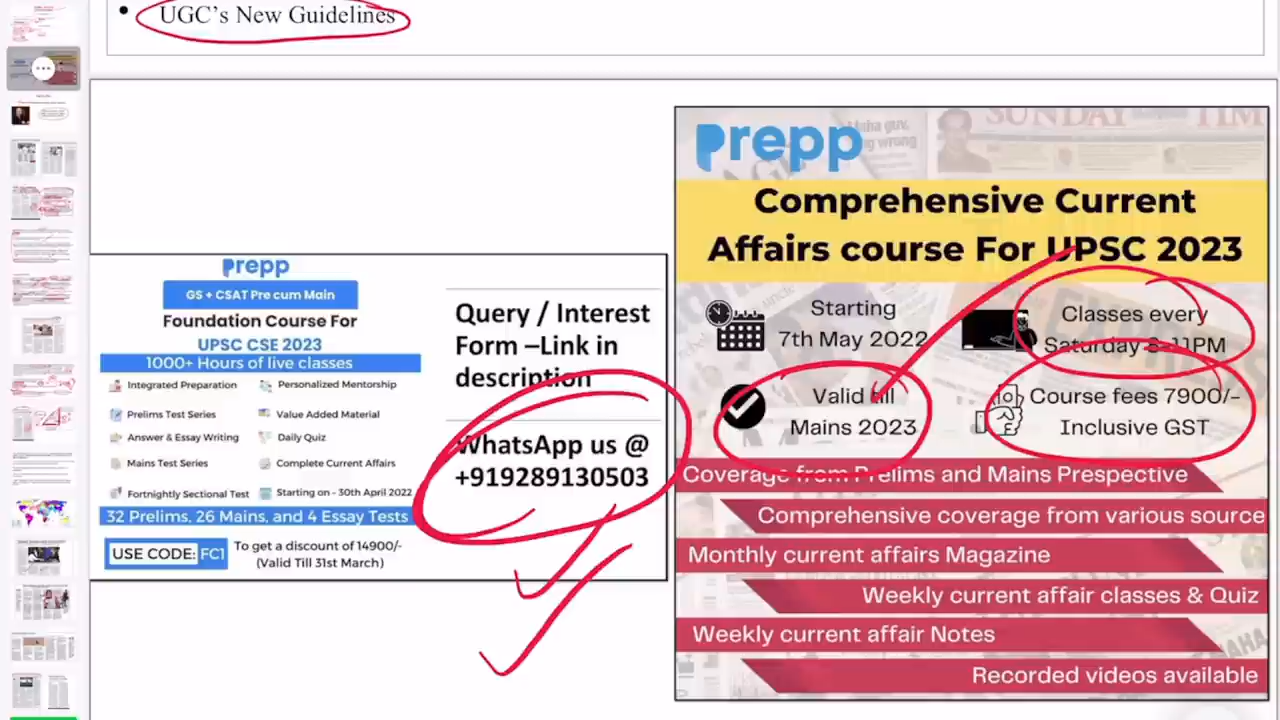 UGC's New Guidelines
prepp
GS + CSAT Pre cum Main
Foundation Course For
UPSC CSE 2023
1000+ Hours of live classes
Integrated Preparation
Personalized Mentorship
Prelims Test Series
Value Added Material
Answer & Essay Writing
Daily Quiz
Mains Test Series
Complete Current Affairs
Fortnightly Sectional Test
Starting on - 30th April 2022
32 Prelims, 26 Mains, and 4 Essay Tests
USE CODE: FC1
To get a discount of 14900/-
(Valid Till 31st March)
Query / Interest
Form –Link in
description
WhatsApp us @
+919289130503
prepp
SUNDAY TIM
Comprehensive Current
Affairs course For UPSC 2023
Starting
7th May 2022
Classes every
Saturday 8-11PM
Valid till
Mains 2023
Course fees 7900/-
Inclusive GST
Coverage from Prelims and Mains Prespective
Comprehensive coverage from various source
Monthly current affairs Magazine
Weekly current affair classes & Quiz
Weekly current affair Notes
Recorded videos available